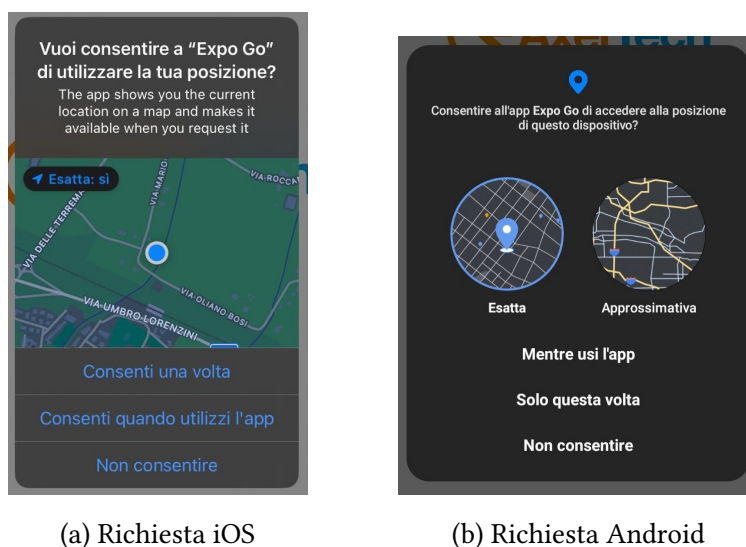 Vuoi consentire a “Expo Go”
di utilizzare la tua posizione?
The app shows you the current
location on a map and makes it
available when you request it
Esatta: sì
VIA MARIO
VIA ROCCA
VIA DELLE TERREMA
VIA OLIANO BOSI
VIA UMBRO LORENZINI
Consenti una volta
Consenti quando utilizzi l'app
Non consentire
(a) Richiesta iOS
Consentire all'app Expo Go di accedere alla posizione
di questo dispositivo?
Esatta
Approssimativa
Mentre usi l'app
Solo questa volta
Non consentire
(b) Richiesta Android